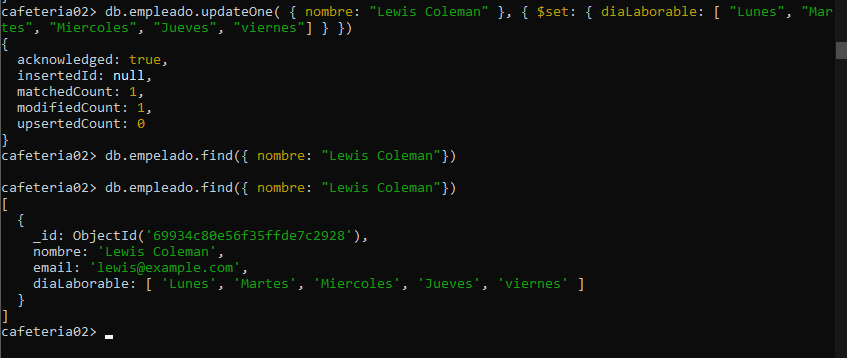 cafeteria02> db.empleado.updateOne( { nombre: "Lewis Coleman" }, { $set: { diaLaborable: [ "Lunes", "Mar
tes", "Miercoles", "Jueves", "viernes"] } })
{
  acknowledged: true,
  insertedId: null,
  matchedCount: 1,
  modifiedCount: 1,
  upsertedCount: 0
}
cafeteria02> db.empelado.find({ nombre: "Lewis Coleman"})

cafeteria02> db.empleado.find({ nombre: "Lewis Coleman"})
[
  {
    _id: ObjectId('69934c80e56f35ffde7c2928'),
    nombre: 'Lewis Coleman',
    email: 'lewis@example.com',
    diaLaborable: [ 'Lunes', 'Martes', 'Miercoles', 'Jueves', 'viernes' ]
  }
]
cafeteria02>